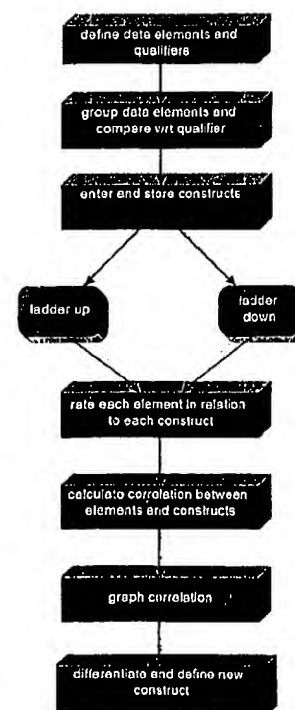 define data elements and
qualifiers
group data elements and
compare wrt qualifier
enter and store constructs
ladder up
ladder
down
rate each element in relation
to each construct
calculate correlation between
elements and constructs
graph correlation
differentiate and define new
construct